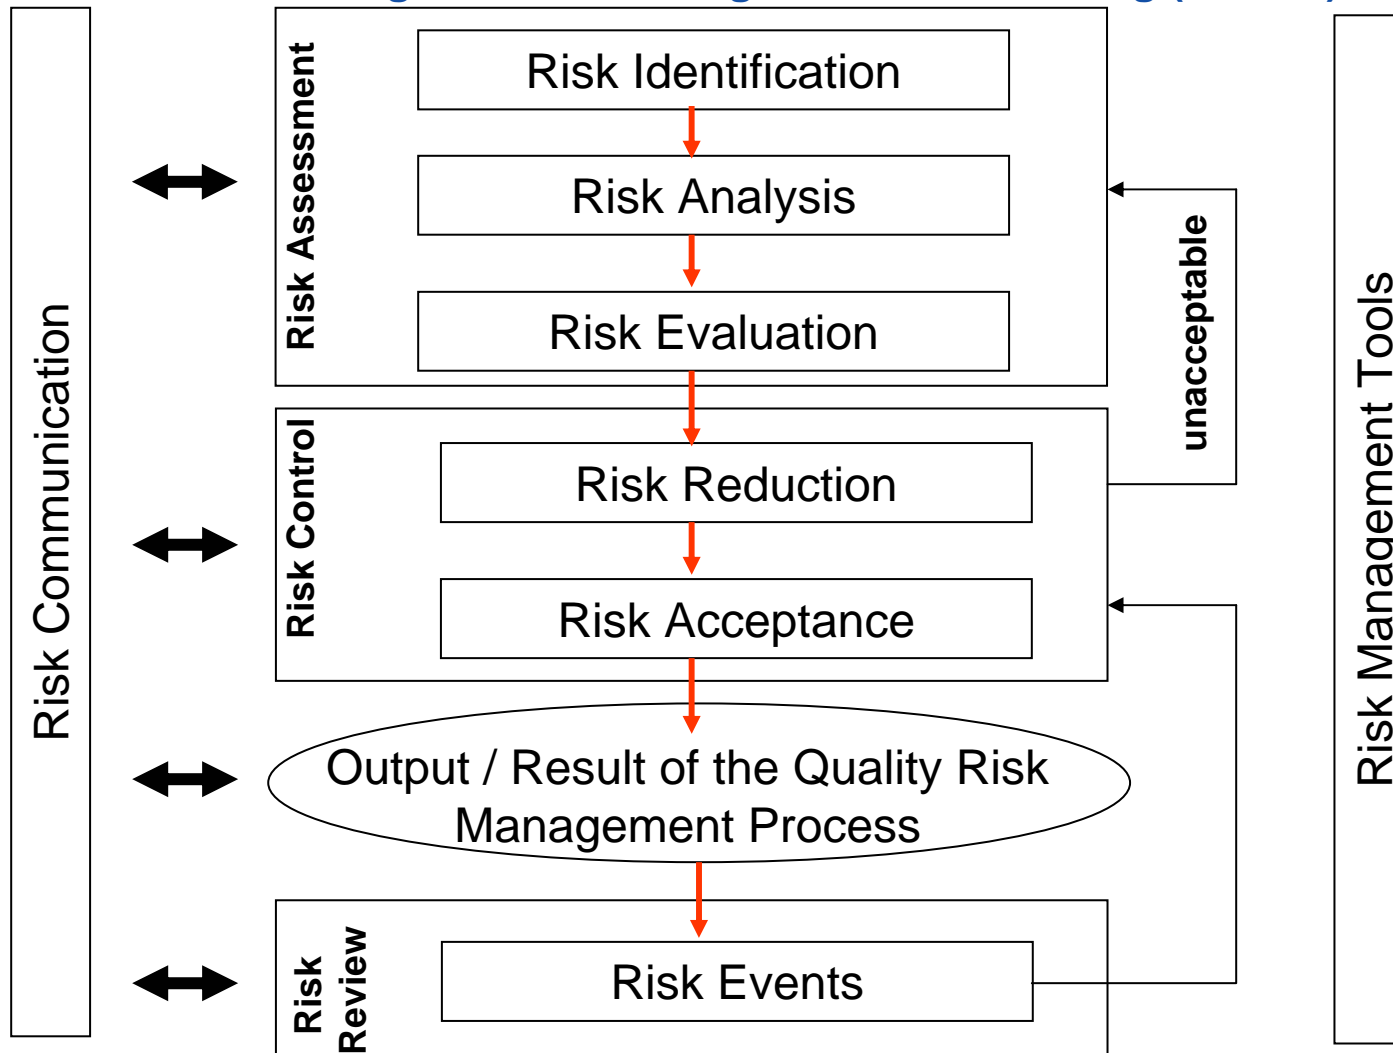 Risk Communication
Risk Assessment
Risk Identification
Risk Analysis
Risk Evaluation
unacceptable
Risk Control
Risk Reduction
Risk Acceptance
Output / Result of the Quality Risk
Management Process
Risk
Review
Risk Events
Risk Management Tools